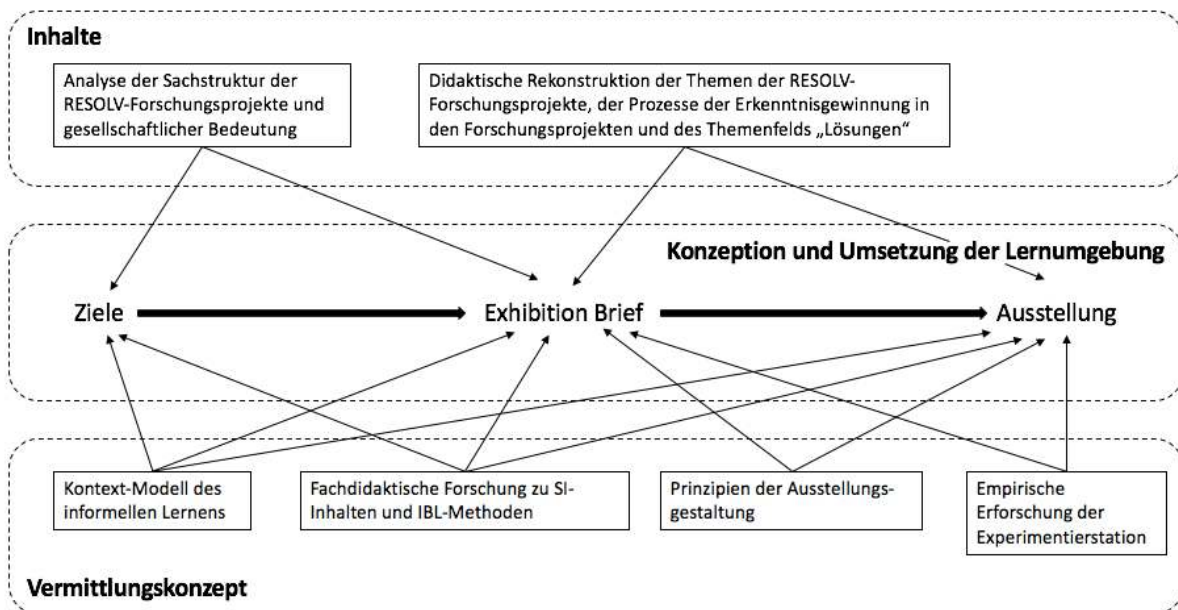 Inhalte
Analyse der Sachstruktur der
RESOLV-Forschungsprojekte und
gesellschaftlicher Bedeutung
Didaktische Rekonstruktion der Themen der RESOLV-
Forschungsprojekte, der Prozesse der Erkenntnisgewinnung in
den Forschungsprojekten und des Themenfelds „Lösungen“
Konzeption und Umsetzung der Lernumgebung
Ziele
Exhibition Brief
Ausstellung
Kontext-Modell des
informellen Lernens
Fachdidaktische Forschung zu SI-
Inhalten und IBL-Methoden
Prinzipien der Ausstellungs-
gestaltung
Empirische
Erforschung der
Experimentierstation
Vermittlungskonzept